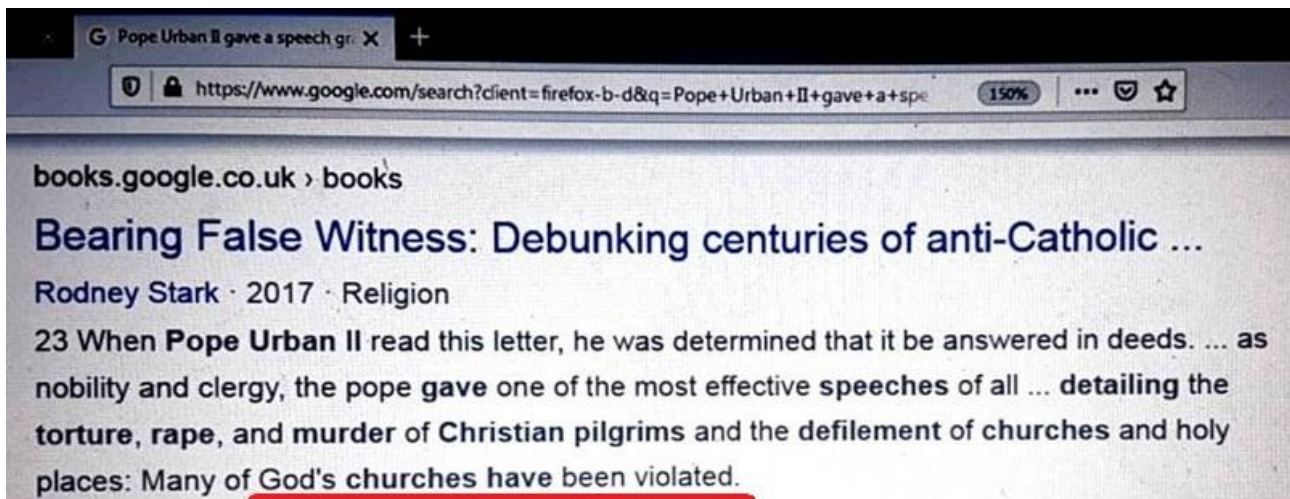 G Pope Urban II gave a speech gr
https://www.google.com/search?client=firefox-b-d&q=Pope+Urban+II+gave+a+spe 150%
books.google.co.uk › books
Bearing False Witness: Debunking centuries of anti-Catholic ...
Rodney Stark · 2017 · Religion
23 When Pope Urban II read this letter, he was determined that it be answered in deeds. ... as
nobility and clergy, the pope gave one of the most effective speeches of all ... detailing the
torture, rape, and murder of Christian pilgrims and the defilement of churches and holy
places: Many of God's churches have been violated.